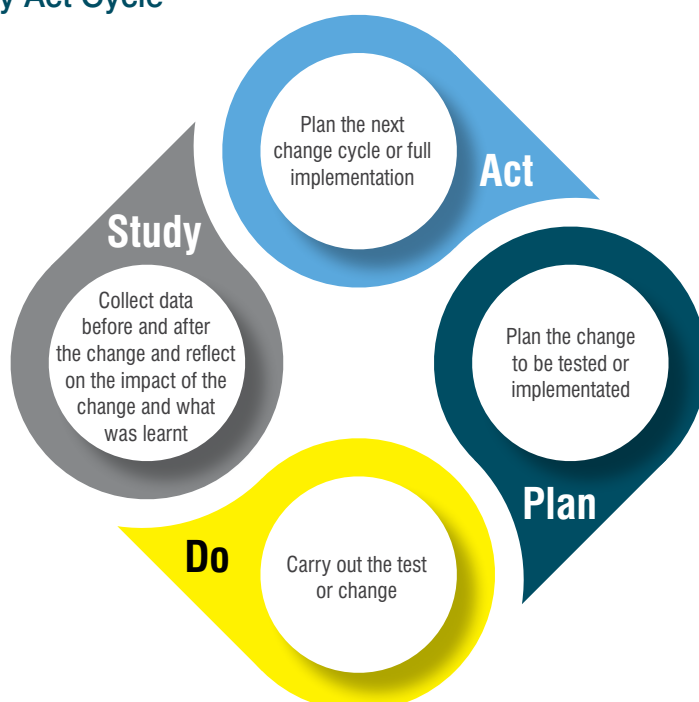 y Act Cycle
Plan the next
change cycle or full
implementation
Act
Study
Collect data
before and after
the change and reflect
on the impact of the
change and what
was learnt
Plan the change
to be tested or
implementated
Plan
Do
Carry out the test
or change